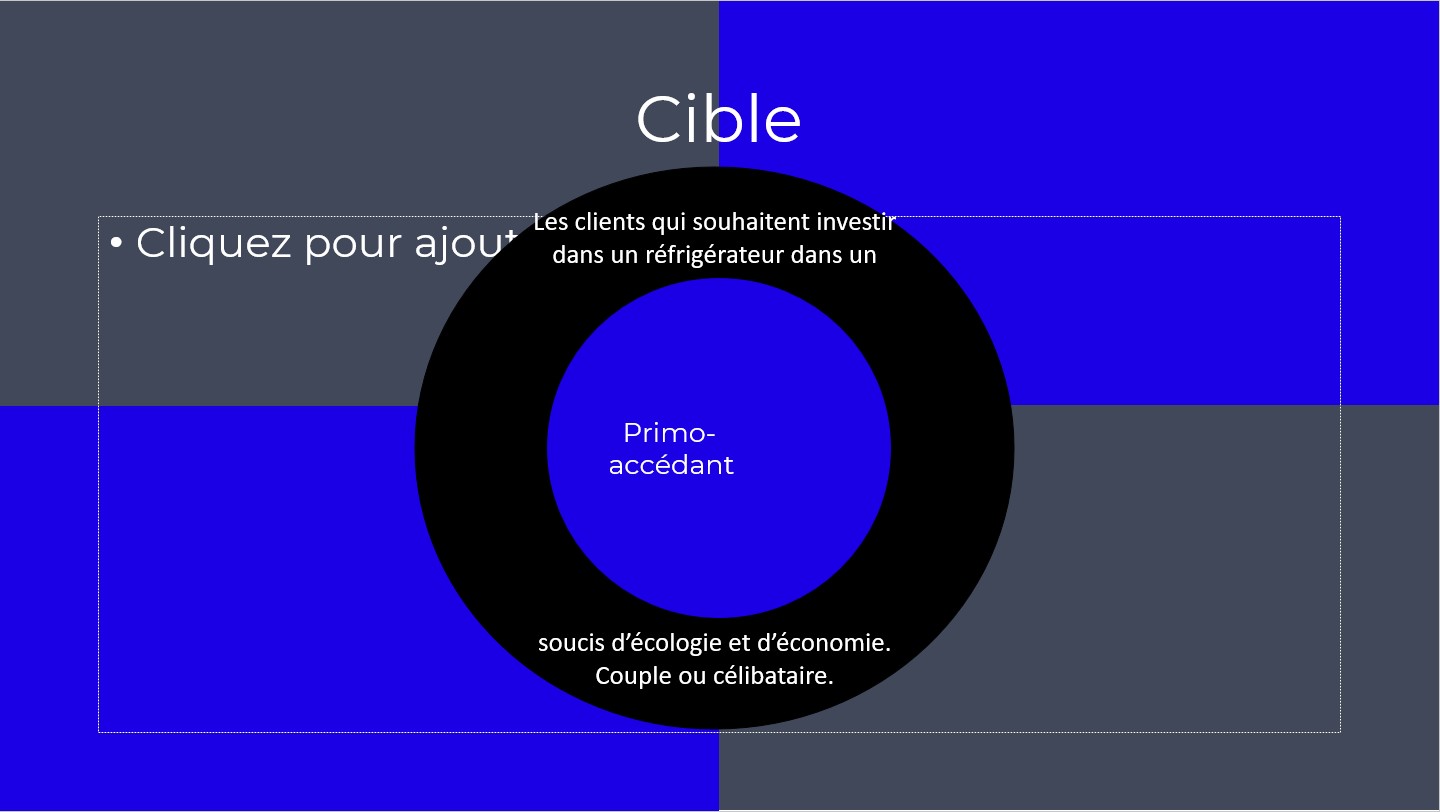 Cible
• Cliquez pour ajout
Les clients qui souhaitent investir
dans un réfrigérateur dans un
Primo-
accédant
soucis d’écologie et d’économie.
Couple ou célibataire.